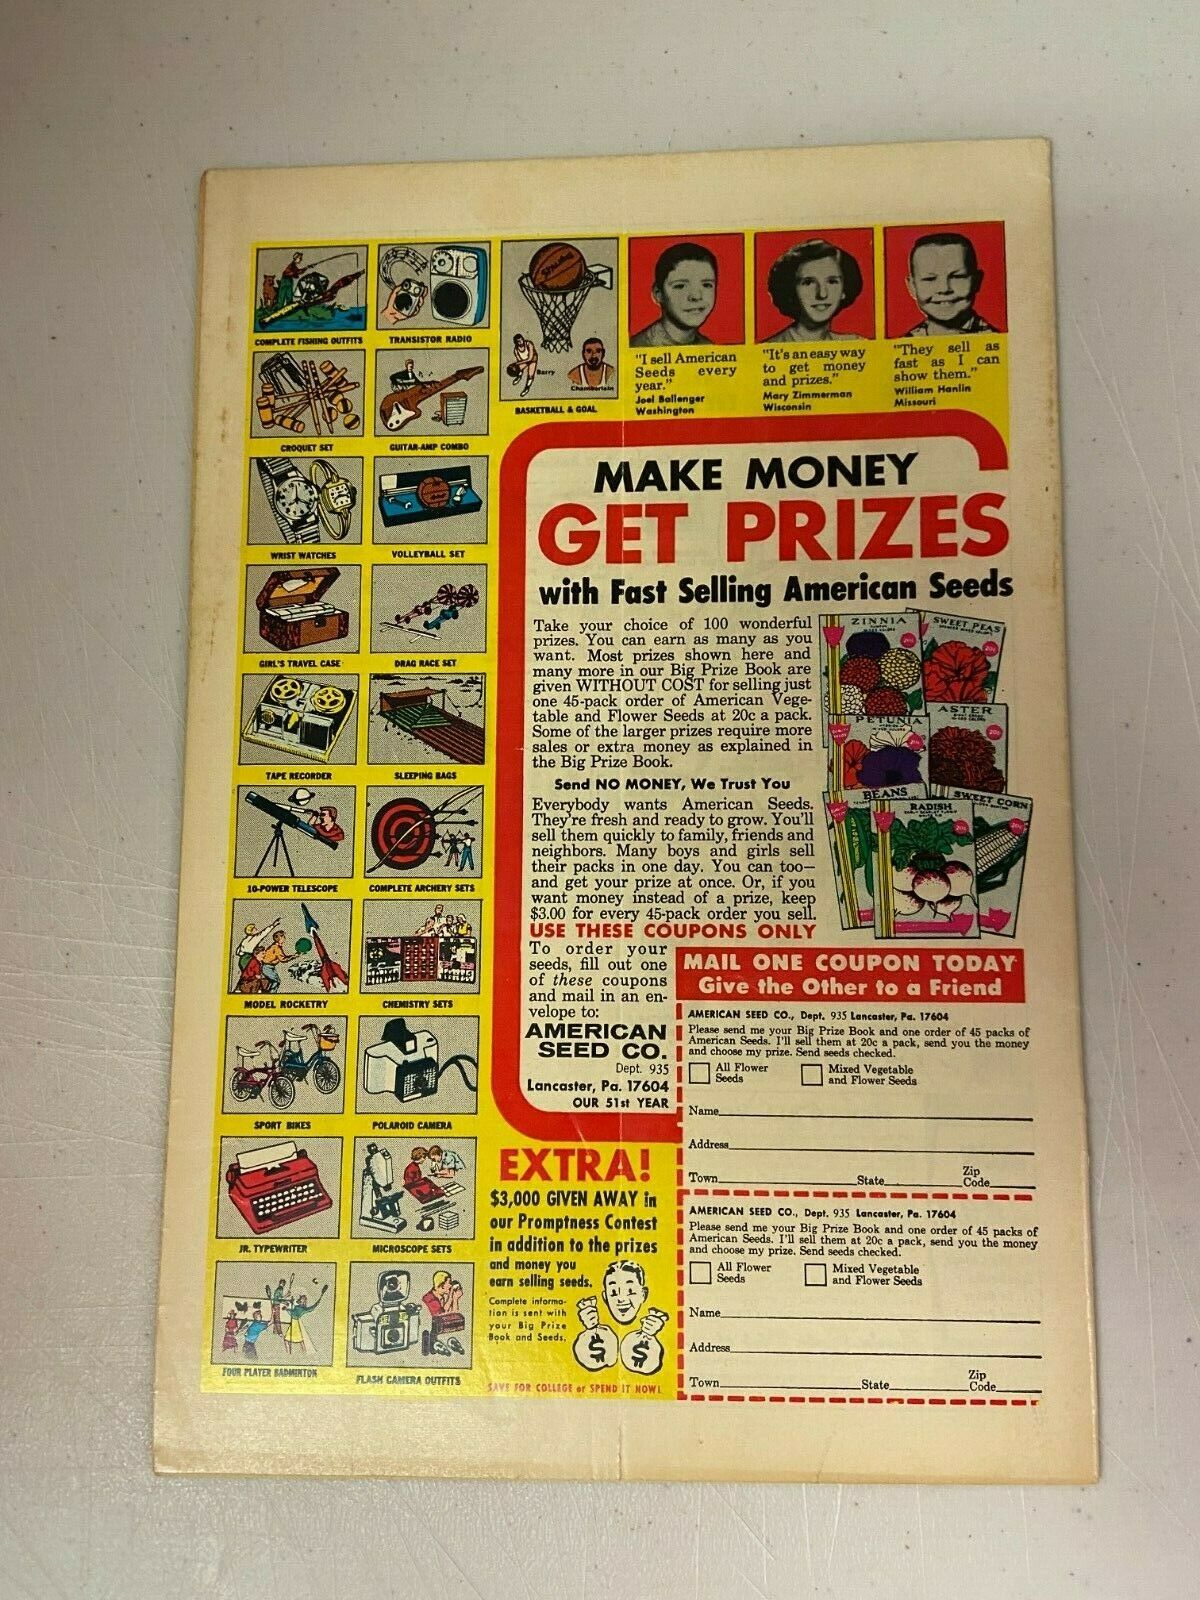 COMPLETE FISHING OUTFITS
TRANSISTOR RADIO
CROQUET SET
GUITAR-AMP COMBO
WRIST WATCHES
VOLLEYBALL SET
GIRL'S TRAVEL CASE
DRAG RACE SET
TAPE RECORDER
SLEEPING BAGS
10-POWER TELESCOPE
COMPLETE ARCHERY SETS
MODEL ROCKETRY
CHEMISTRY SETS
SPORT BIKES
POLAROID CAMERA
JR. TYPEWRITER
MICROSCOPE SETS
FOUR PLAYER BADMINTON
FLASH CAMERA OUTFITS
Spalding
Barry
Chamberlain
BASKETBALL & GOAL
"I sell American
Seeds every
year."
Joel Ballenger
Washington
"It's an easy way
to get money
and prizes."
Mary Zimmerman
Wisconsin
"They sell as
fast as I can
show them."
William Hanlin
Missouri
MAKE MONEY
GET PRIZES
with Fast Selling American Seeds
Take your choice of 100 wonderful
prizes. You can earn as many as you
want. Most prizes shown here and
many more in our Big Prize Book are
given WITHOUT COST for selling just
one 45-pack order of American Vege-
table and Flower Seeds at 20c a pack.
Some of the larger prizes require more
sales or extra money as explained in
the Big Prize Book.
Send NO MONEY, We Trust You
Everybody wants American Seeds.
They're fresh and ready to grow. You'll
sell them quickly to family, friends and
neighbors. Many boys and girls sell
their packs in one day. You can too—
and get your prize at once. Or, if you
want money instead of a prize, keep
$3.00 for every 45-pack order you sell.
USE THESE COUPONS ONLY
To order your
seeds, fill out one
of these coupons
and mail in an en-
velope to:
AMERICAN
SEED CO.
Dept. 935
Lancaster, Pa. 17604
OUR 51st YEAR
ZINNIA
SWEET PEAS
PETUNIA
ASTER
BEANS
RADISH
SWEET CORN
MAIL ONE COUPON TODAY
Give the Other to a Friend
AMERICAN SEED CO., Dept. 935 Lancaster, Pa. 17604
Please send me your Big Prize Book and one order of 45 packs of
American Seeds. I'll sell them at 20c a pack, send you the money
and choose my prize. Send seeds checked.
All Flower
Seeds
Mixed Vegetable
and Flower Seeds
Name
Address
Town State Zip
Code
AMERICAN SEED CO., Dept. 935 Lancaster, Pa. 17604
Please send me your Big Prize Book and one order of 45 packs of
American Seeds. I'll sell them at 20c a pack, send you the money
and choose my prize. Send seeds checked.
All Flower
Seeds
Mixed Vegetable
and Flower Seeds
Name
Address
Town State Zip
Code
EXTRA!
$3,000 GIVEN AWAY in
our Promptness Contest
in addition to the prizes
and money you
earn selling seeds.
Complete informa-
tion is sent with
your Big Prize
Book and Seeds.
$ $
SAVE FOR COLLEGE or SPEND IT NOW!